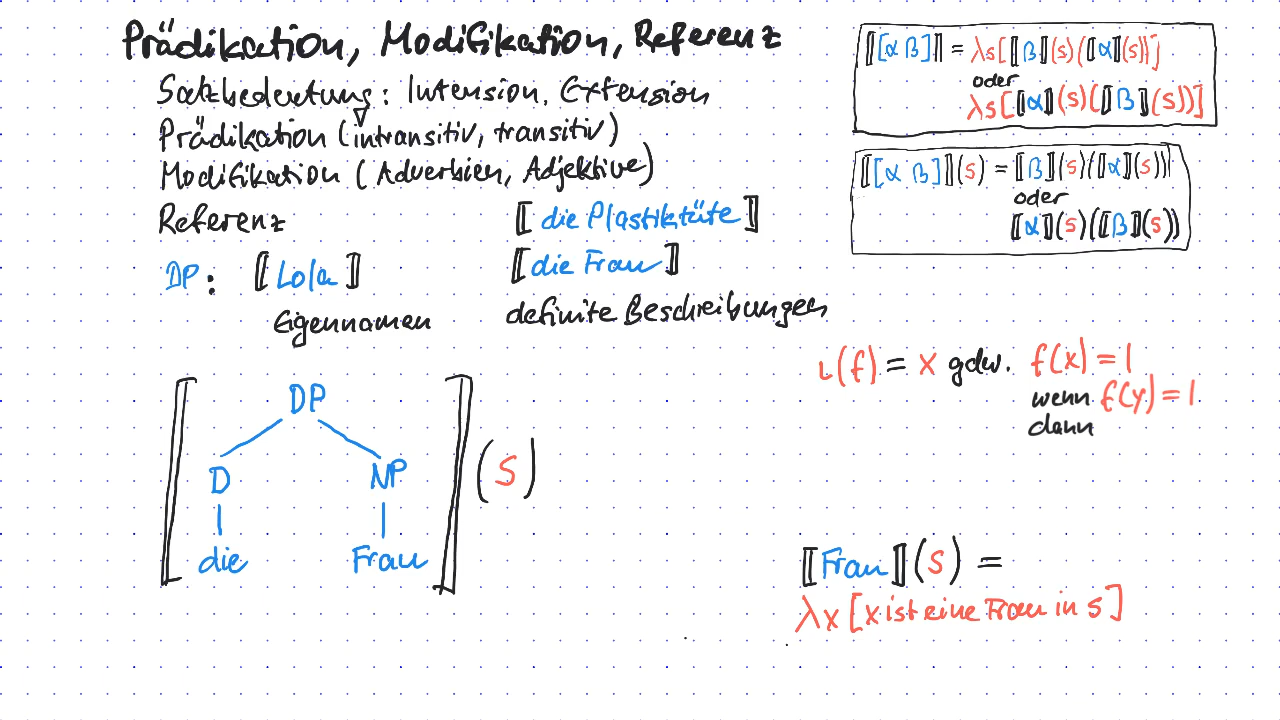 Prädikation, Modifikation, Referenz
Satzbedeutung: Intension, Extension
Prädikation (intransitiv, transitiv)
Modifikation (Adverbien, Adjektive)
Referenz
DP: ⟦Lola⟧
Eigennamen
⟦die Plastiktüte⟧
⟦die Frau⟧
definite Beschreibungen
⟦[α β]⟧ = λs[⟦β⟧(s)(⟦α⟧(s))]
oder
λs[⟦α⟧(s)(⟦β⟧(s))]
⟦[α β]⟧(s) = ⟦β⟧(s)(⟦α⟧(s))
oder
⟦α⟧(s)(⟦β⟧(s))
ι(f) = x gdw. f(x) = 1
wenn f(y) = 1
dann
DP
D NP
die Frau
(s)
⟦Frau⟧(s) =
λx [x ist eine Frau in s]